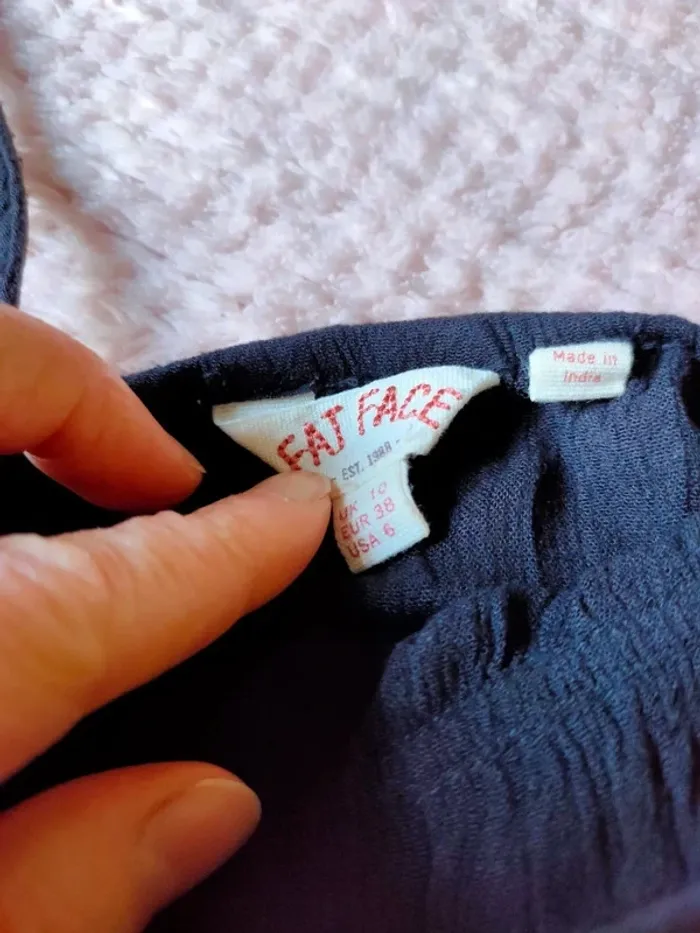 FAT FACE
EST. 1988 -
UK 10
EUR 38
USA 6
Made in
India